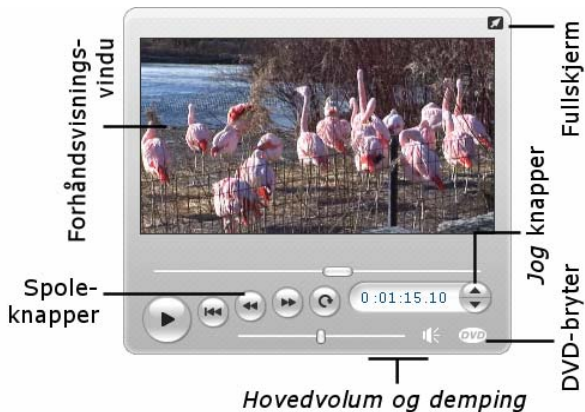 Forhåndsvisnings-
vindu
Fullskjerm
Jog knapper
Spole-
knapper
0:01:15.10
DVD
DVD-bryter
Hovedvolum og demping